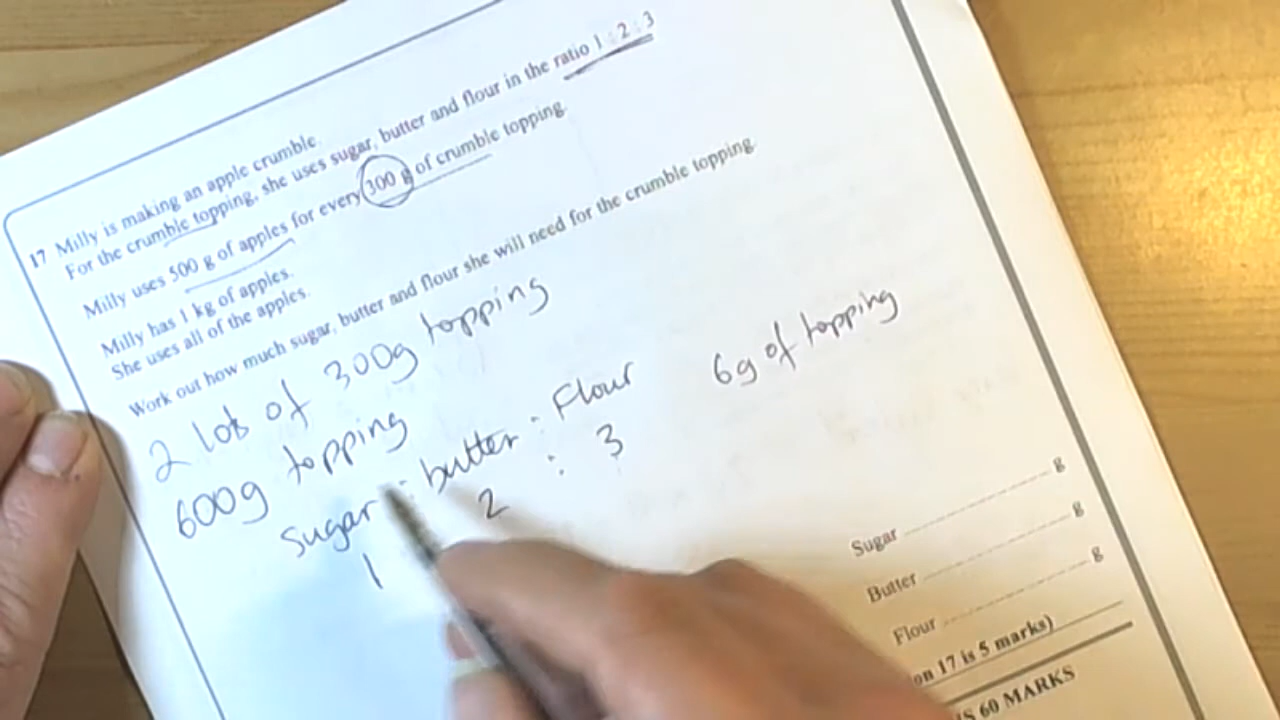 17 Milly is making an apple crumble.
For the crumble topping, she uses sugar, butter and flour in the ratio 1 : 2 : 3
Milly uses 500 g of apples for every 300 g of crumble topping.
Milly has 1 kg of apples.
She uses all of the apples.
Work out how much sugar, butter and flour she will need for the crumble topping.
2 lots of 300g topping
600g topping
sugar : butter : Flour
1 2 : 3
6g of topping
Sugar g
Butter g
Flour g
on 17 is 5 marks)
IS 60 MARKS